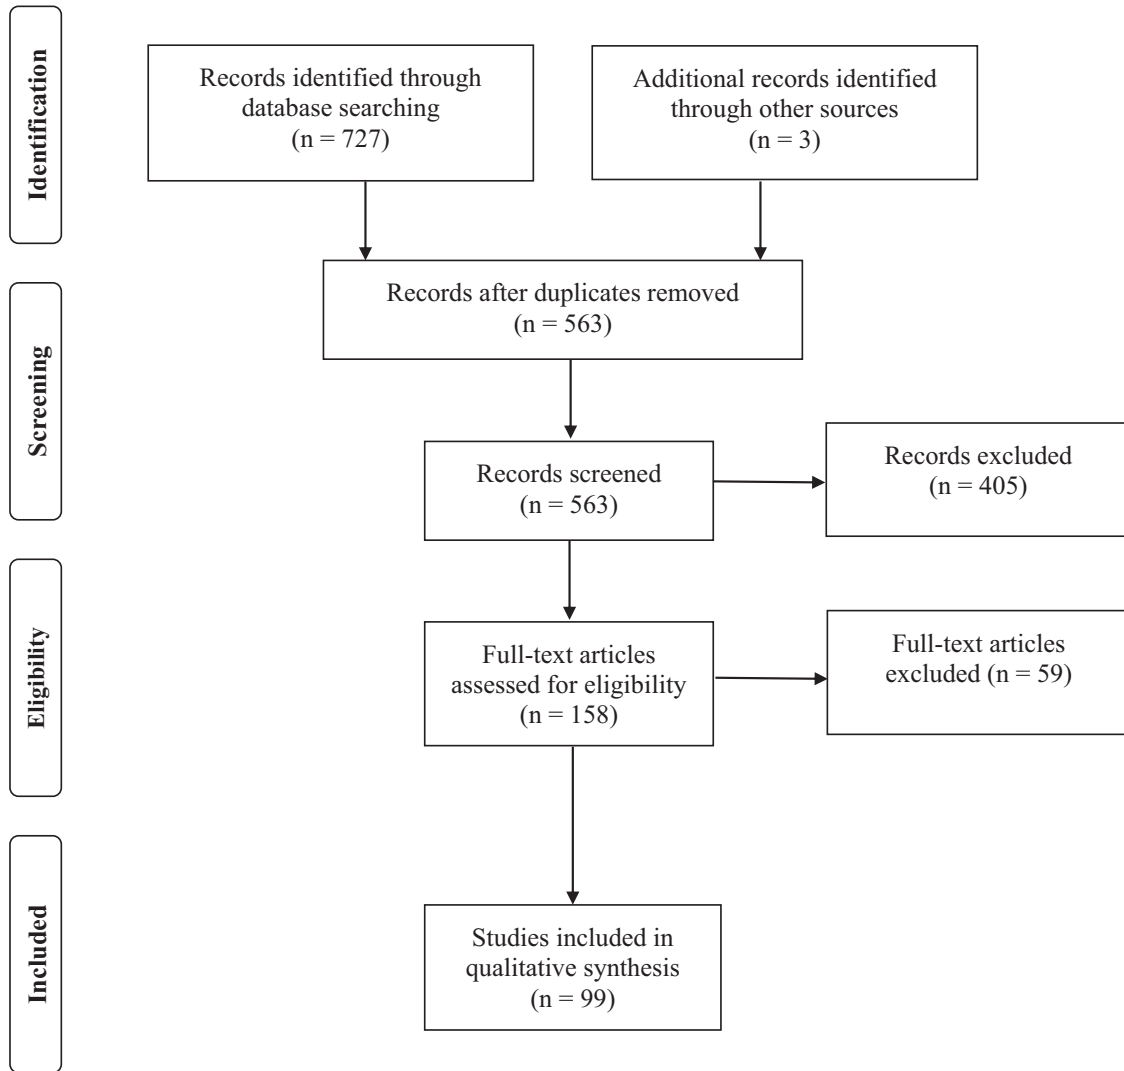 Identification
Records identified through
database searching
(n = 727)
Additional records identified
through other sources
(n = 3)
Records after duplicates removed
(n = 563)
Screening
Records screened
(n = 563)
Records excluded
(n = 405)
Eligibility
Full-text articles
assessed for eligibility
(n = 158)
Full-text articles
excluded (n = 59)
Included
Studies included in
qualitative synthesis
(n = 99)